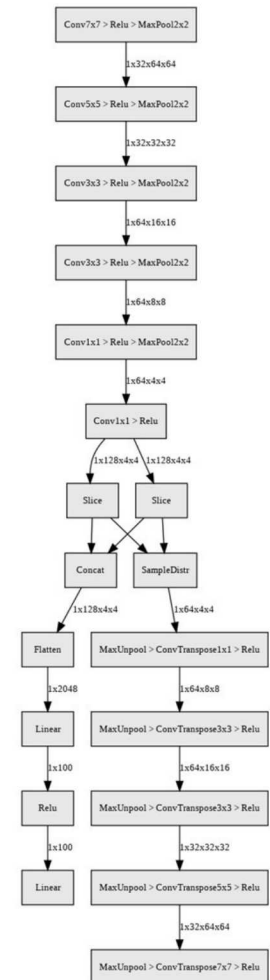 Conv7x7 > Relu > MaxPool2x2
1x32x64x64
Conv5x5 > Relu > MaxPool2x2
1x32x32x32
Conv3x3 > Relu > MaxPool2x2
1x64x16x16
Conv3x3 > Relu > MaxPool2x2
1x64x8x8
Conv1x1 > Relu > MaxPool2x2
1x64x4x4
Conv1x1 > Relu
1x128x4x4
1x128x4x4
Slice
Slice
Concat
SampleDistr
1x128x4x4
1x64x4x4
Flatten
MaxUnpool > ConvTranspose1x1 > Relu
1x2048
1x64x8x8
Linear
MaxUnpool > ConvTranspose3x3 > Relu
1x100
1x64x16x16
Relu
MaxUnpool > ConvTranspose3x3 > Relu
1x100
1x32x32x32
Linear
MaxUnpool > ConvTranspose5x5 > Relu
1x32x64x64
MaxUnpool > ConvTranspose7x7 > Relu